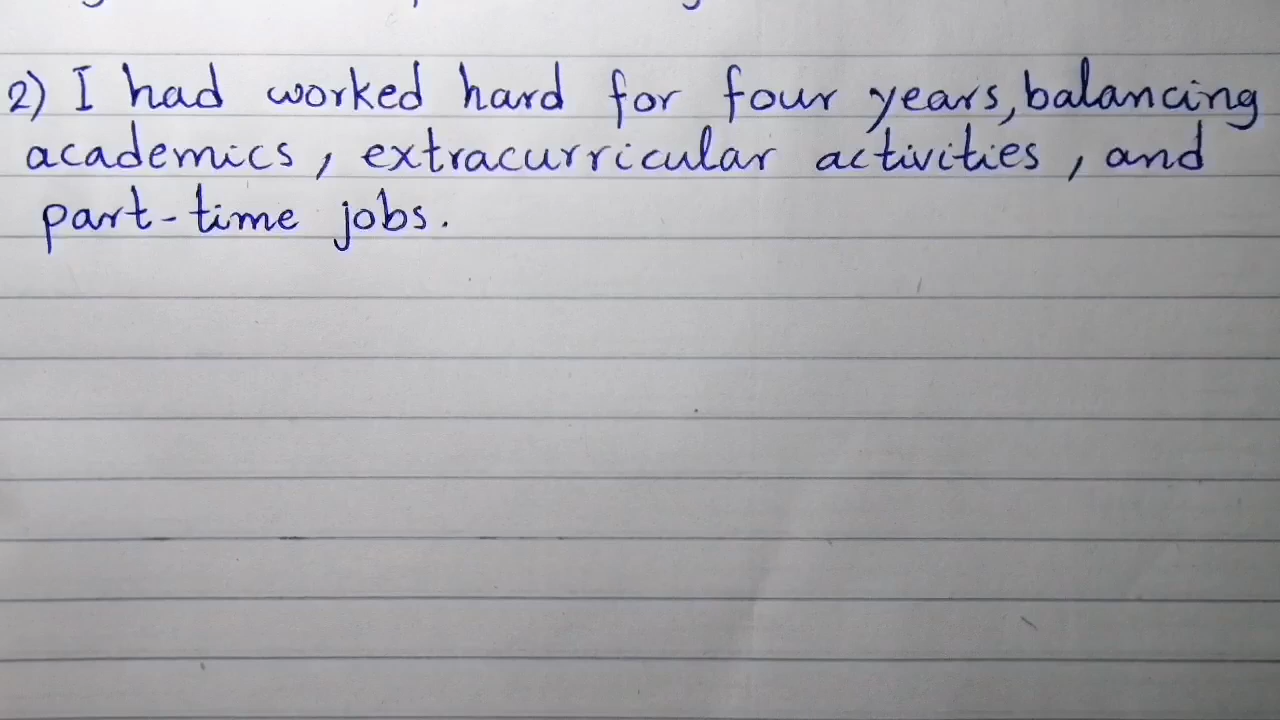 2) I had worked hard for four years, balancing
academics, extracurricular activities, and
part-time jobs.